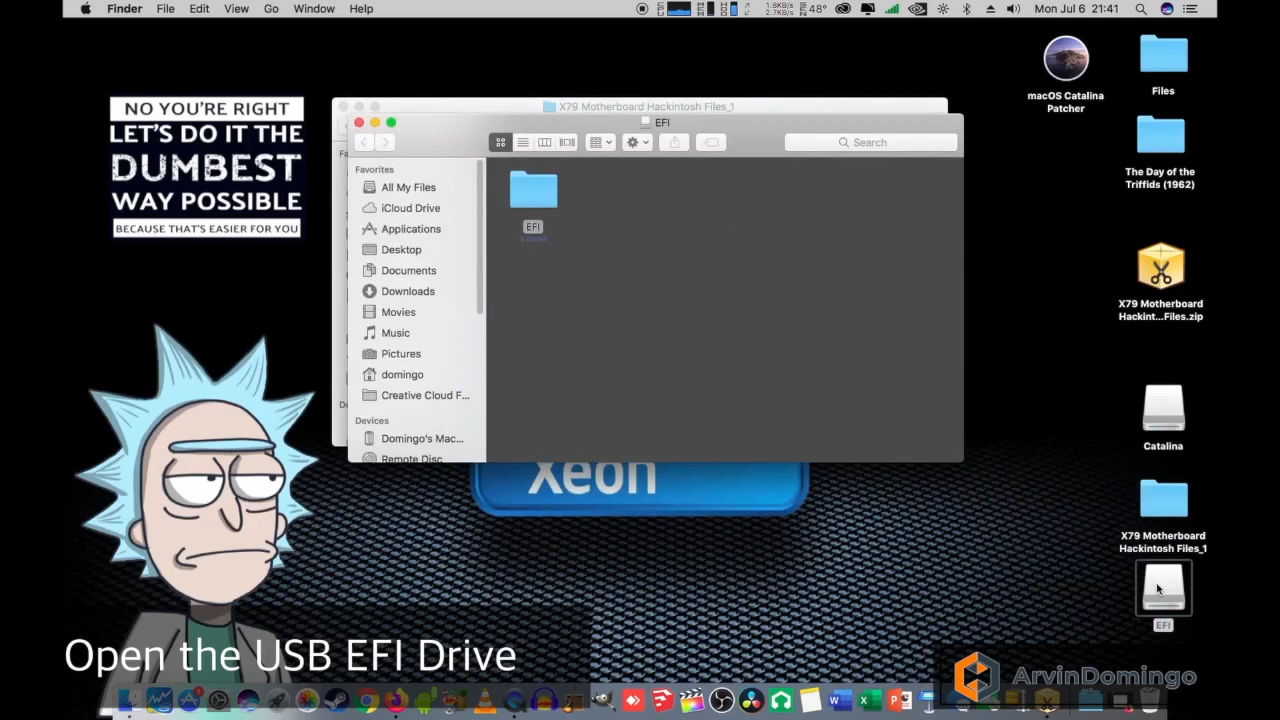 Finder File Edit View Go Window Help
1.8KB/s
2.7KB/s
48° Mon Jul 6 21:41
NO YOU'RE RIGHT
LET'S DO IT THE
DUMBEST
WAY POSSIBLE
BECAUSE THAT'S EASIER FOR YOU
X79 Motherboard Hackintosh Files_1
EFI
Search
Favorites
All My Files
iCloud Drive
Applications
Desktop
Documents
Downloads
Movies
Music
Pictures
domingo
Creative Cloud F...
Devices
Domingo's Mac...
Remote Disc
EFI
macOS Catalina
Patcher
Files
The Day of the
Triffids (1962)
X79 Motherboard
Hackint...Files.zip
Catalina
X79 Motherboard
Hackintosh Files_1
EFI
Xeon
Open the USB EFI Drive
ArvinDomingo